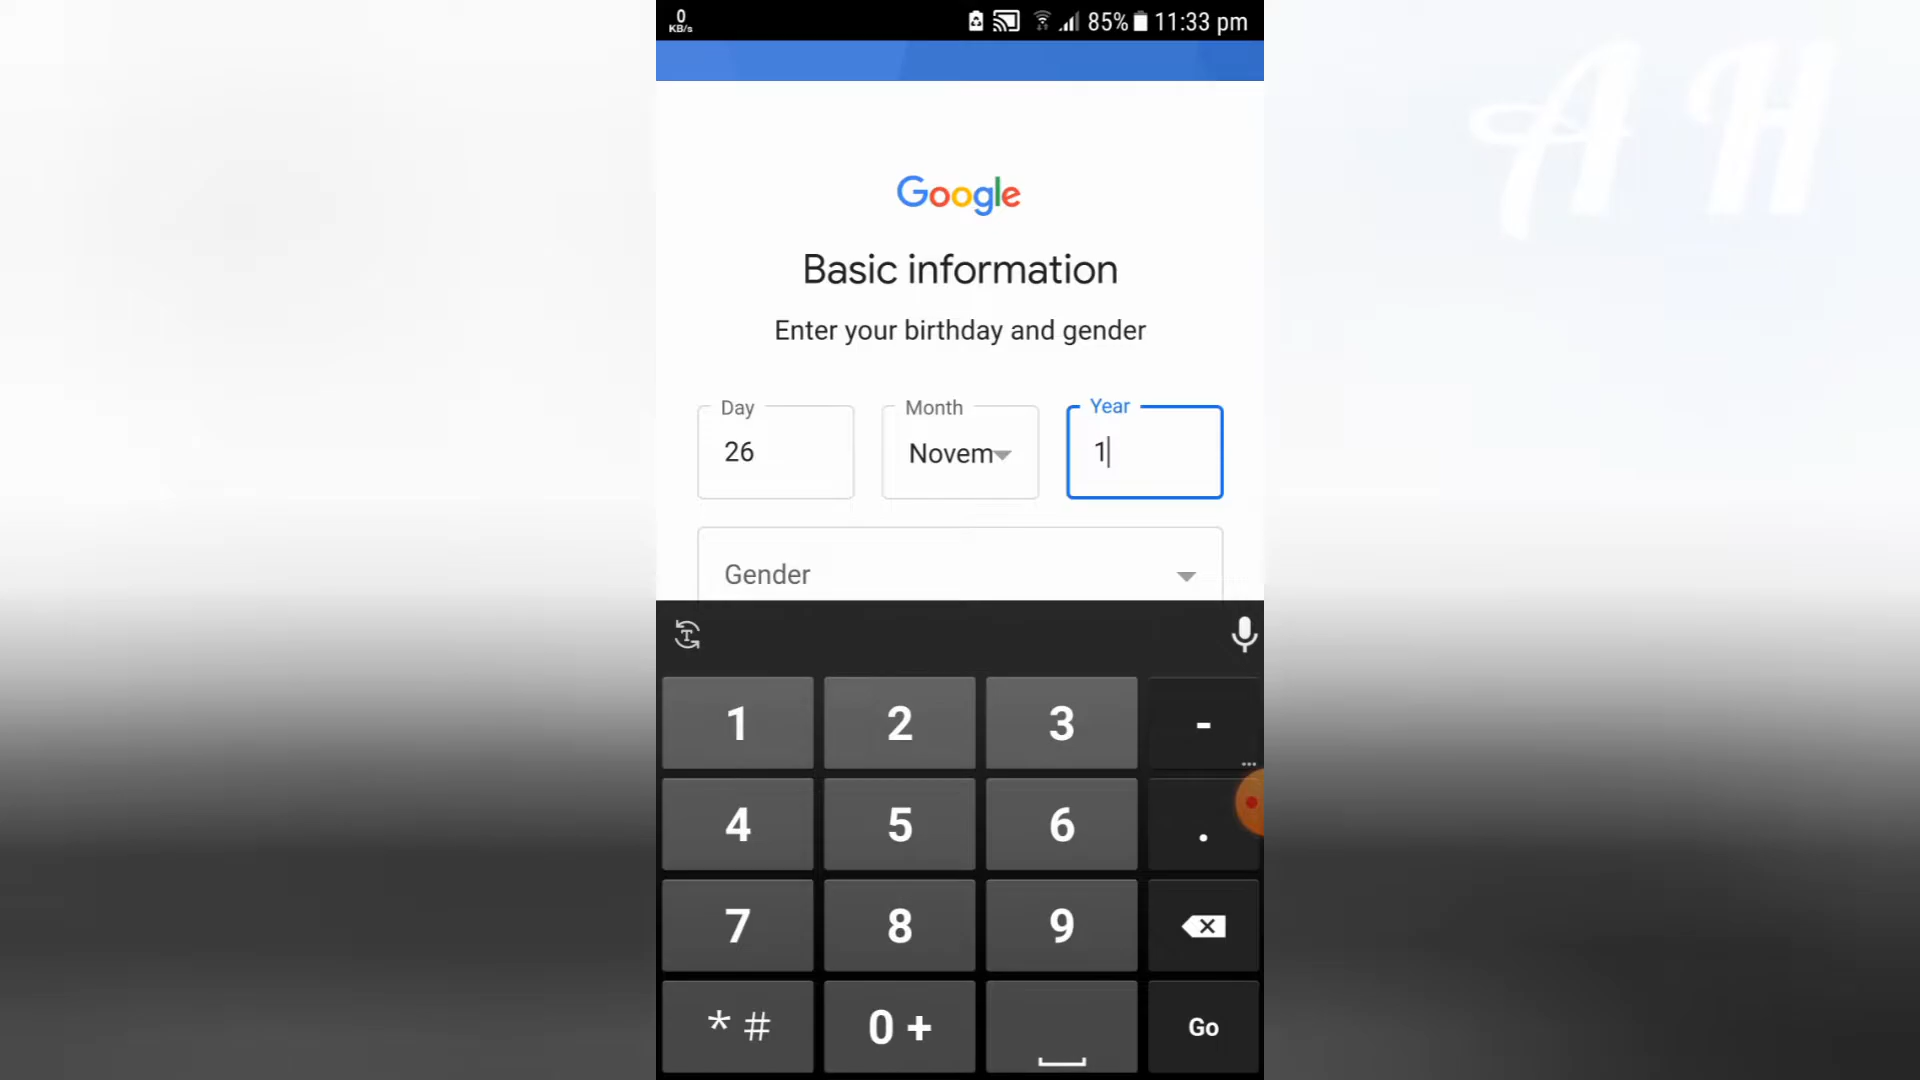 0 KB/s 85% 11:33 pm
A H
Google
Basic information
Enter your birthday and gender
Day Month Year
26 Novem 1
Gender
T
1 2 3 -
...
4 5 6 .
7 8 9
* # 0 + Go